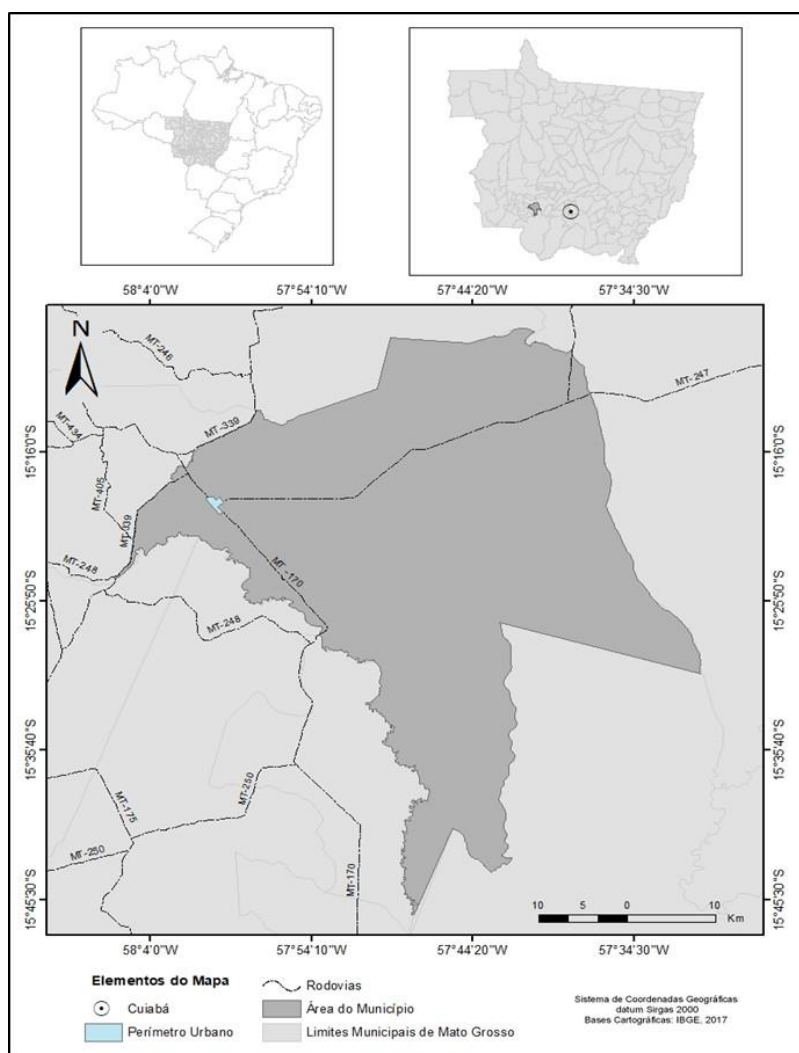 58°4'0"W 57°54'10"W 57°44'20"W 57°34'30"W
N
MT-246
MT-247
MT-339
MT-434
15°16'0"S 15°16'0"S
MT-405
MT-339
MT-248
MT-170
15°25'50"S 15°25'50"S
MT-248
15°35'40"S 15°35'40"S
MT-250
MT-175
MT-250
MT-170
15°45'30"S 15°45'30"S
10 5 0 10
Km
58°4'0"W 57°54'10"W 57°44'20"W 57°34'30"W
Elementos do Mapa
Cuiabá
Perímetro Urbano
Rodovias
Área do Município
Limites Municipais de Mato Grosso
Sistema de Coordenadas Geográficas
datum Sirgas 2000
Bases Cartográficas: IBGE, 2017